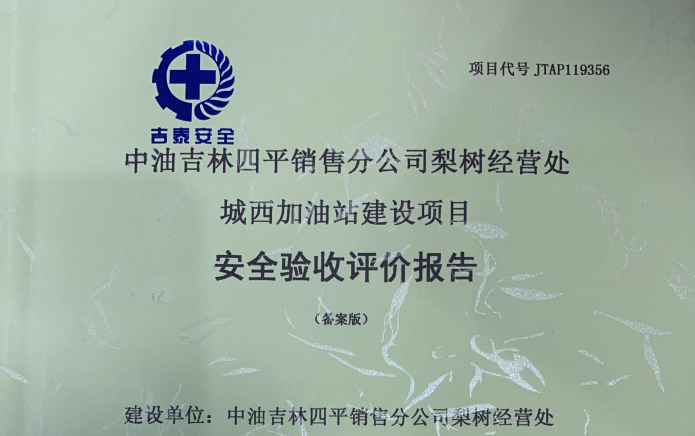 项目代号 JTAP119356
吉泰安全
中油吉林四平销售分公司梨树经营处
城西加油站建设项目
安全验收评价报告
（备案版）
建设单位：中油吉林四平销售分公司梨树经营处